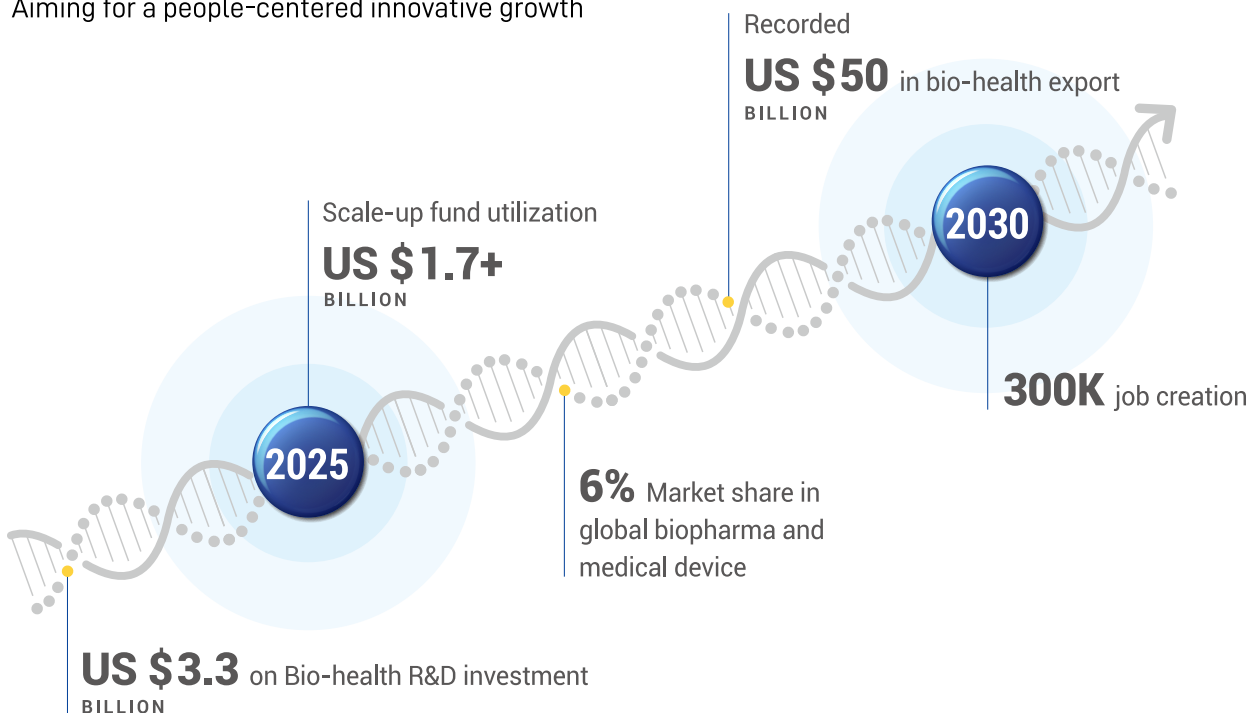 Aiming for a people-centered innovative growth
Recorded
US $50 in bio-health export
BILLION
2030
Scale-up fund utilization
US $1.7+
BILLION
300K job creation
2025
6% Market share in
global biopharma and
medical device
US $3.3 on Bio-health R&D investment
BILLION